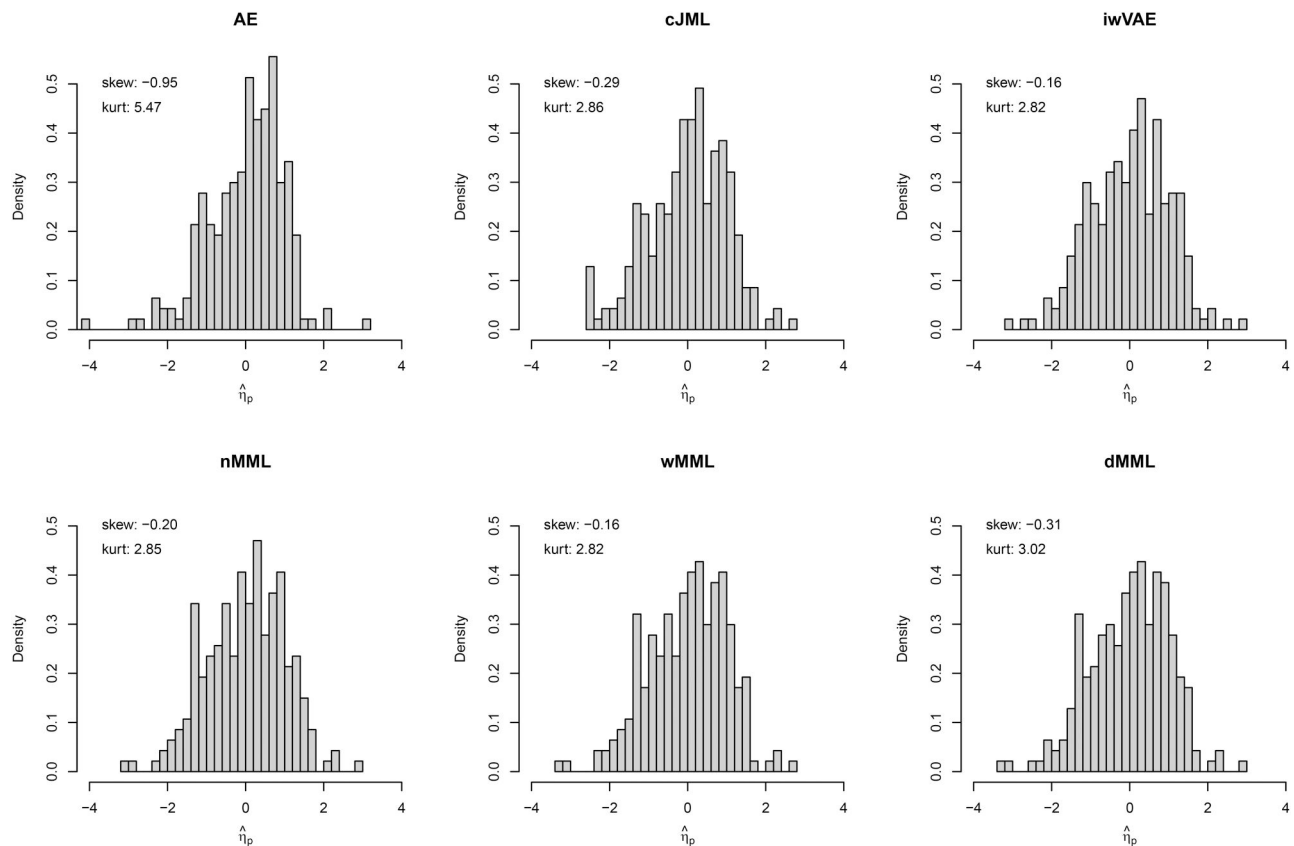 AE
skew: −0.95
kurt: 5.47
Density
0.0 0.1 0.2 0.3 0.4 0.5
−4 −2 0 2 4
η̂p
cJML
skew: −0.29
kurt: 2.86
Density
0.0 0.1 0.2 0.3 0.4 0.5
−4 −2 0 2 4
η̂p
iwVAE
skew: −0.16
kurt: 2.82
Density
0.0 0.1 0.2 0.3 0.4 0.5
−4 −2 0 2 4
η̂p
nMML
skew: −0.20
kurt: 2.85
Density
0.0 0.1 0.2 0.3 0.4 0.5
−4 −2 0 2 4
η̂p
wMML
skew: −0.16
kurt: 2.82
Density
0.0 0.1 0.2 0.3 0.4 0.5
−4 −2 0 2 4
η̂p
dMML
skew: −0.31
kurt: 3.02
Density
0.0 0.1 0.2 0.3 0.4 0.5
−4 −2 0 2 4
η̂p